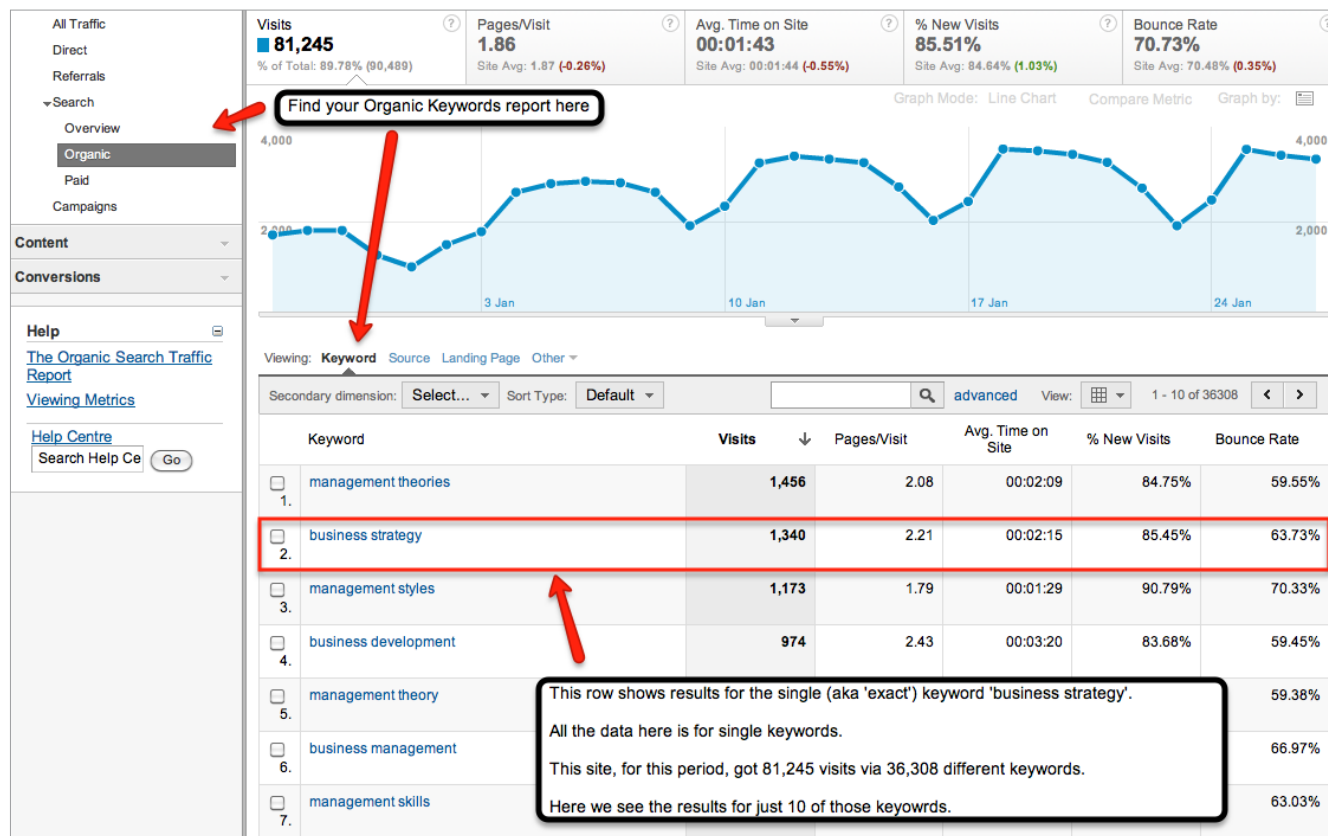 All Traffic
Direct
Referrals
Search
Overview
Organic
Paid
Campaigns
Content
Conversions
Help
The Organic Search Traffic
Report
Viewing Metrics
Help Centre
Search Help Ce Go
Visits ?
81,245
% of Total: 89.78% (90,489)
Pages/Visit ?
1.86
Site Avg: 1.87 (-0.26%)
Avg. Time on Site ?
00:01:43
Site Avg: 00:01:44 (-0.55%)
% New Visits ?
85.51%
Site Avg: 84.64% (1.03%)
Bounce Rate ?
70.73%
Site Avg: 70.48% (0.35%)
Find your Organic Keywords report here
Graph Mode: Line Chart Compare Metric Graph by:
4,000 4,000
2,000 2,000
3 Jan 10 Jan 17 Jan 24 Jan
Viewing: Keyword Source Landing Page Other
Secondary dimension: Select... Sort Type: Default advanced View: 1 - 10 of 36308
Keyword Visits Pages/Visit Avg. Time on Site % New Visits Bounce Rate
1. management theories 1,456 2.08 00:02:09 84.75% 59.55%
2. business strategy 1,340 2.21 00:02:15 85.45% 63.73%
3. management styles 1,173 1.79 00:01:29 90.79% 70.33%
4. business development 974 2.43 00:03:20 83.68% 59.45%
5. management theory 59.38%
6. business management 66.97%
7. management skills 63.03%
This row shows results for the single (aka 'exact') keyword 'business strategy'.
All the data here is for single keywords.
This site, for this period, got 81,245 visits via 36,308 different keywords.
Here we see the results for just 10 of those keyowrds.